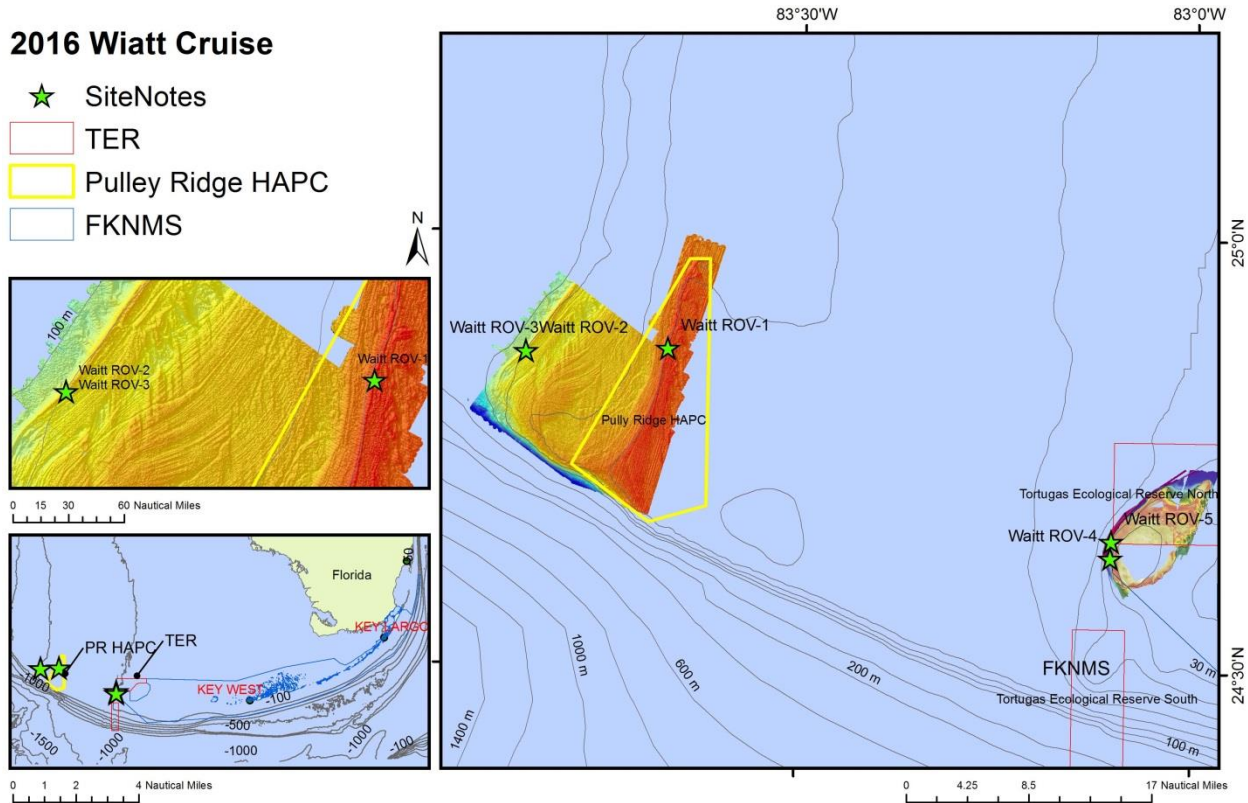 2016 Wiatt Cruise
SiteNotes
TER
Pulley Ridge HAPC
FKNMS
N
100 m
Waitt ROV-2
Waitt ROV-3
Waitt ROV-1
0 15 30 60 Nautical Miles
Florida
-50
KEY LARGO
PR HAPC
TER
KEY WEST
-1000
-100
-500
-1500
-1000
-1000
-100
0 1 2 4 Nautical Miles
83°30'W
83°0'W
25°0'N
24°30'N
Waitt ROV-3Waitt ROV-2
Waitt ROV-1
Pully Ridge HAPC
Tortugas Ecological Reserve North
Waitt ROV-5
Waitt ROV-4
FKNMS
30 m
Tortugas Ecological Reserve South
1000 m
600 m
200 m
1400 m
100 m
0 4.25 8.5 17 Nautical Miles